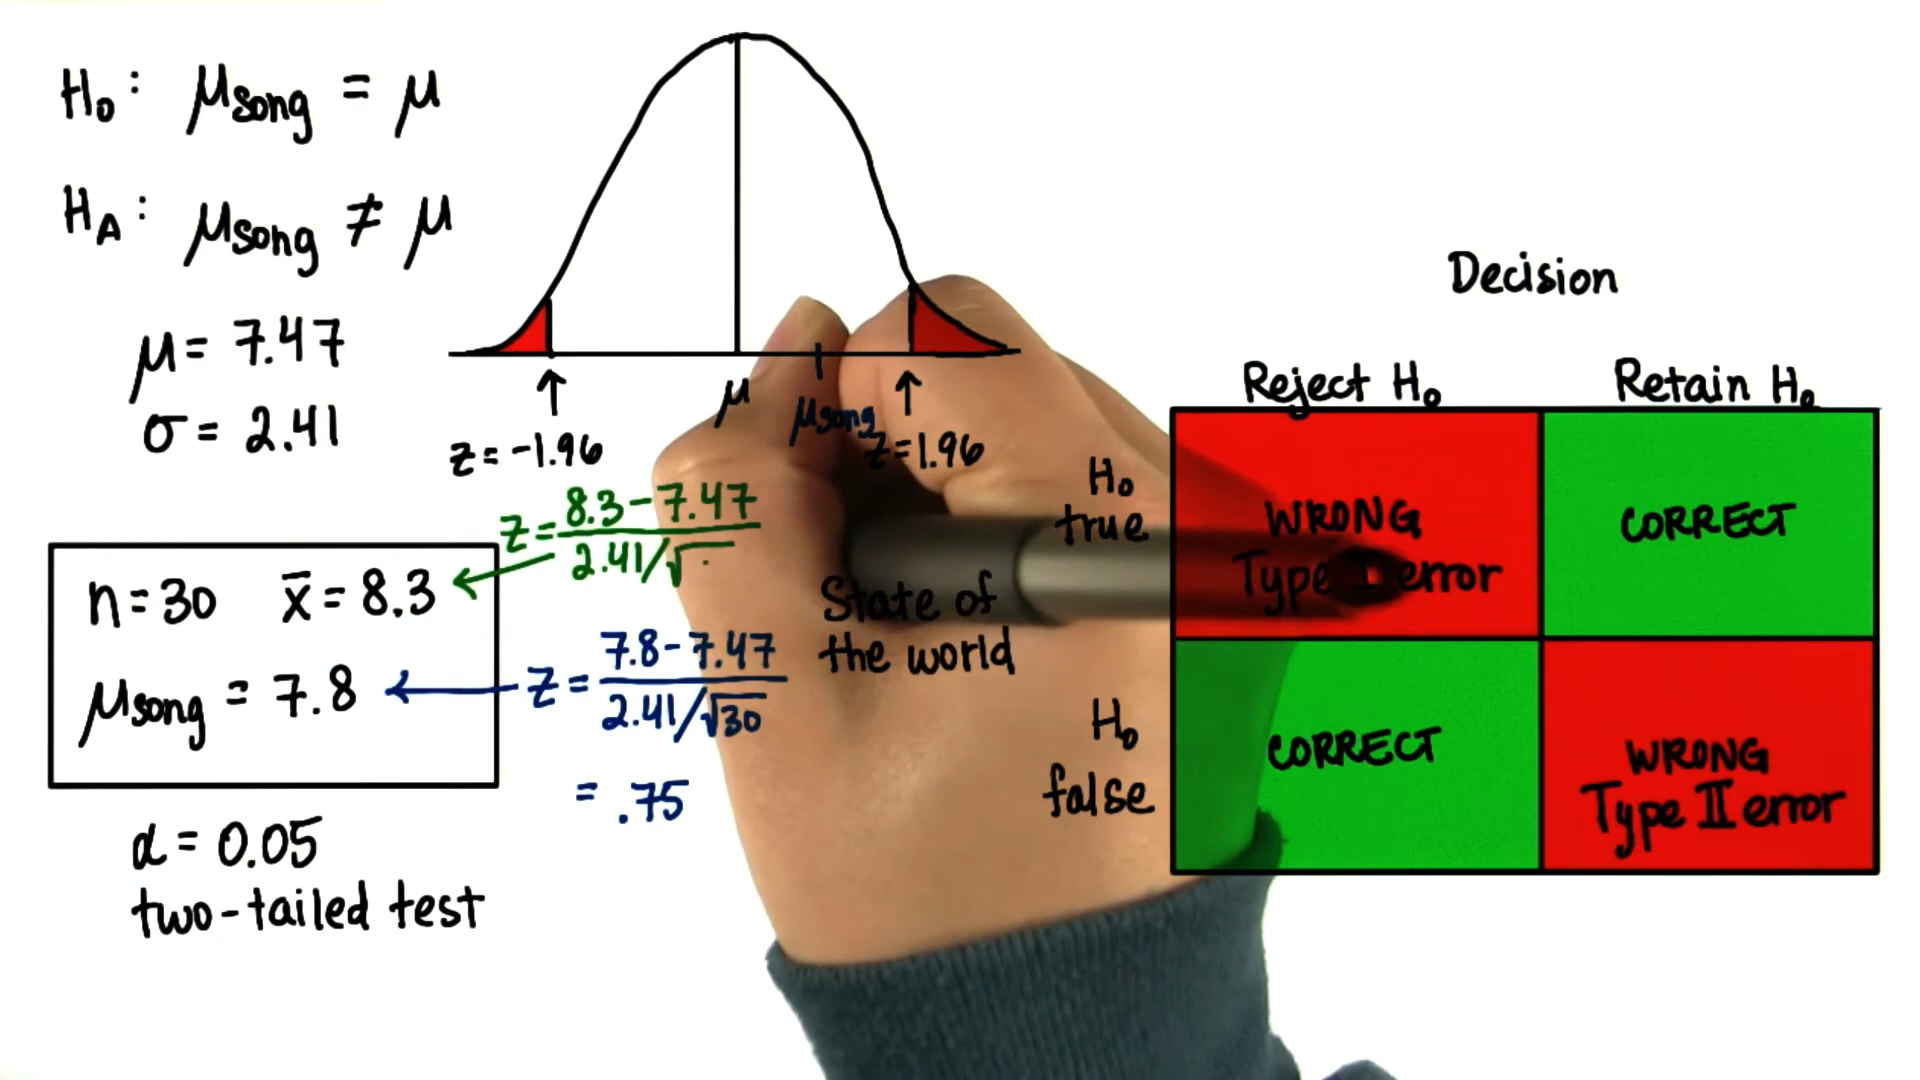 H₀: μsong = μ
HA: μsong ≠ μ
μ = 7.47
σ = 2.41
μ
μsong
z = -1.96
z = 1.96
z = 8.3 - 7.47
2.41/√
n = 30 x̄ = 8.3
μsong = 7.8
z = 7.8 - 7.47
2.41/√30
= .75
α = 0.05
two-tailed test
Decision
Reject H₀
Retain H₀
State of
the world
H₀
true
WRONG
Type I error
CORRECT
H₀
false
CORRECT
WRONG
Type II error